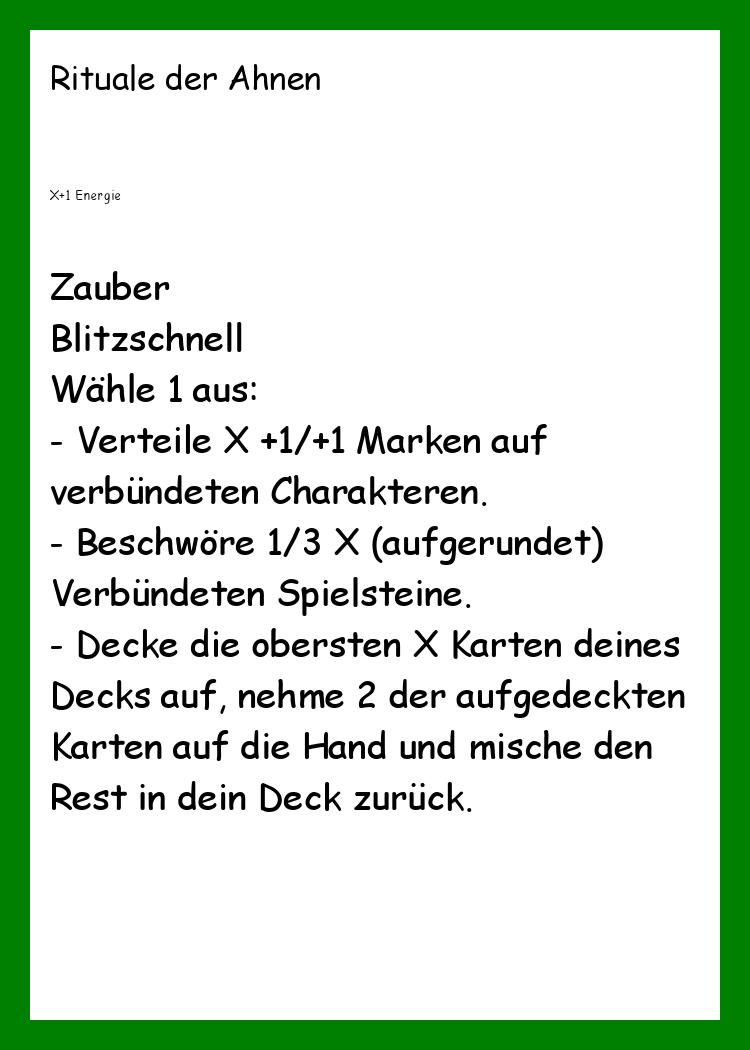 Rituale der Ahnen
X+1 Energie
Zauber
Blitzschnell
Wähle 1 aus:
- Verteile X +1/+1 Marken auf
verbündeten Charakteren.
- Beschwöre 1/3 X (aufgerundet)
Verbündeten Spielsteine.
- Decke die obersten X Karten deines
Decks auf, nehme 2 der aufgedeckten
Karten auf die Hand und mische den
Rest in dein Deck zurück.